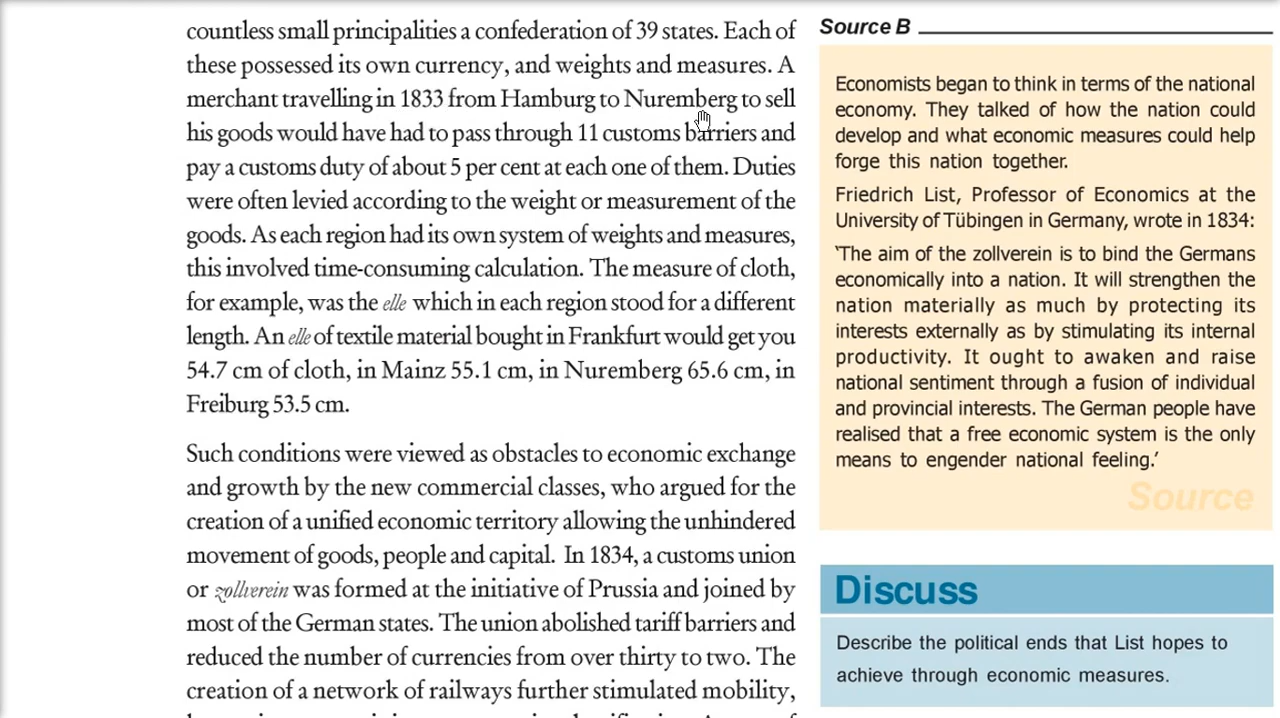 countless small principalities a confederation of 39 states. Each of
these possessed its own currency, and weights and measures. A
merchant travelling in 1833 from Hamburg to Nuremberg to sell
his goods would have had to pass through 11 customs barriers and
pay a customs duty of about 5 per cent at each one of them. Duties
were often levied according to the weight or measurement of the
goods. As each region had its own system of weights and measures,
this involved time-consuming calculation. The measure of cloth,
for example, was the elle which in each region stood for a different
length. An elle of textile material bought in Frankfurt would get you
54.7 cm of cloth, in Mainz 55.1 cm, in Nuremberg 65.6 cm, in
Freiburg 53.5 cm.
Such conditions were viewed as obstacles to economic exchange
and growth by the new commercial classes, who argued for the
creation of a unified economic territory allowing the unhindered
movement of goods, people and capital. In 1834, a customs union
or zollverein was formed at the initiative of Prussia and joined by
most of the German states. The union abolished tariff barriers and
reduced the number of currencies from over thirty to two. The
creation of a network of railways further stimulated mobility,
Source B
Economists began to think in terms of the national
economy. They talked of how the nation could
develop and what economic measures could help
forge this nation together.
Friedrich List, Professor of Economics at the
University of Tübingen in Germany, wrote in 1834:
‘The aim of the zollverein is to bind the Germans
economically into a nation. It will strengthen the
nation materially as much by protecting its
interests externally as by stimulating its internal
productivity. It ought to awaken and raise
national sentiment through a fusion of individual
and provincial interests. The German people have
realised that a free economic system is the only
means to engender national feeling.’
Source
Discuss
Describe the political ends that List hopes to
achieve through economic measures.